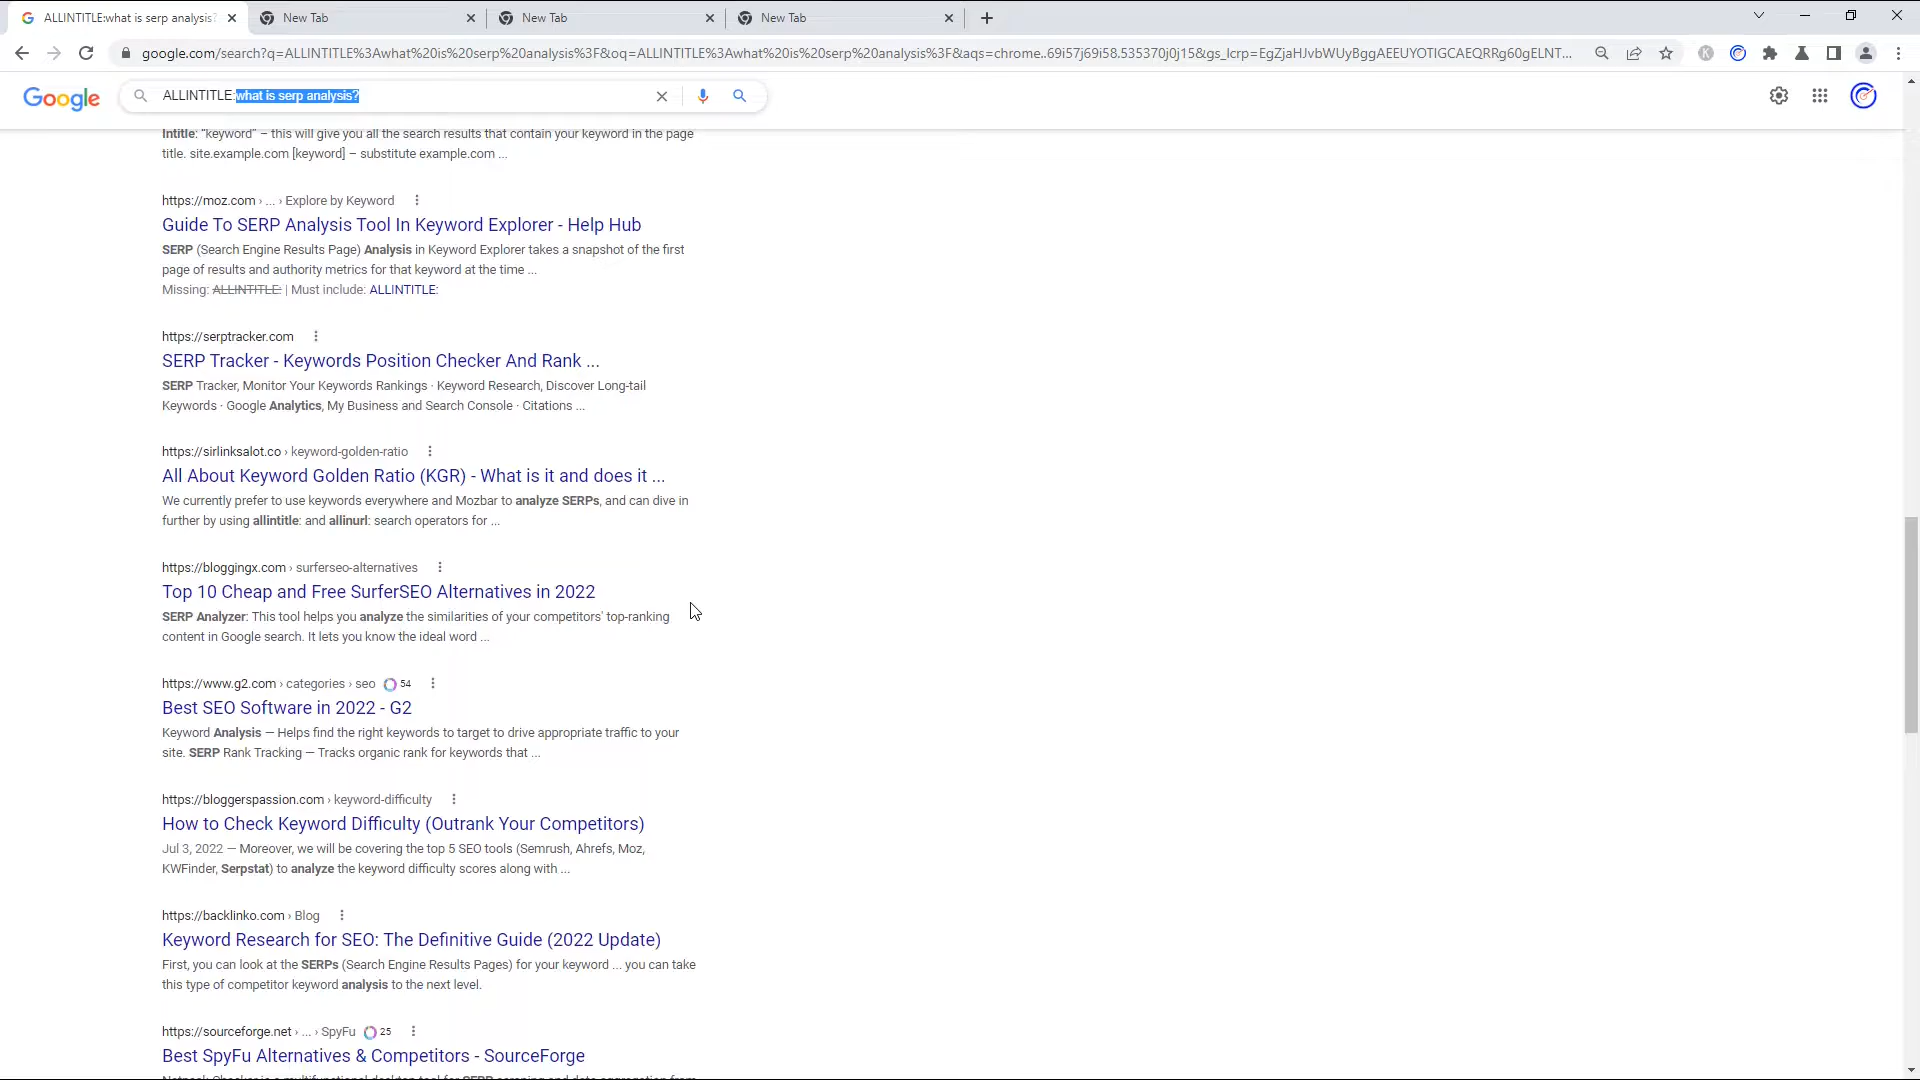 ALLINTITLE:what is serp analysis?
New Tab
New Tab
New Tab
google.com/search?q=ALLINTITLE%3Awhat%20is%20serp%20analysis%3F&oq=ALLINTITLE%3Awhat%20is%20serp%20analysis%3F&aqs=chrome..69i57j69i58.535370j0j15&gs_lcrp=EgZjaHJvbWUyBggAEEUYOTIGCAEQRRg60gELNT...
Google
ALLINTITLE:what is serp analysis?
Intitle: “keyword” – this will give you all the search results that contain your keyword in the page
title. site.example.com [keyword] – substitute example.com ...
https://moz.com › ... › Explore by Keyword
Guide To SERP Analysis Tool In Keyword Explorer - Help Hub
SERP (Search Engine Results Page) Analysis in Keyword Explorer takes a snapshot of the first
page of results and authority metrics for that keyword at the time ...
Missing: ALLINTITLE: | Must include: ALLINTITLE:
https://serptracker.com
SERP Tracker - Keywords Position Checker And Rank ...
SERP Tracker, Monitor Your Keywords Rankings · Keyword Research, Discover Long-tail
Keywords · Google Analytics, My Business and Search Console · Citations ...
https://sirlinksalot.co › keyword-golden-ratio
All About Keyword Golden Ratio (KGR) - What is it and does it ...
We currently prefer to use keywords everywhere and Mozbar to analyze SERPs, and can dive in
further by using allintitle: and allinurl: search operators for ...
https://bloggingx.com › surferseo-alternatives
Top 10 Cheap and Free SurferSEO Alternatives in 2022
SERP Analyzer: This tool helps you analyze the similarities of your competitors' top-ranking
content in Google search. It lets you know the ideal word ...
https://www.g2.com › categories › seo 54
Best SEO Software in 2022 - G2
Keyword Analysis — Helps find the right keywords to target to drive appropriate traffic to your
site. SERP Rank Tracking — Tracks organic rank for keywords that ...
https://bloggerspassion.com › keyword-difficulty
How to Check Keyword Difficulty (Outrank Your Competitors)
Jul 3, 2022 — Moreover, we will be covering the top 5 SEO tools (Semrush, Ahrefs, Moz,
KWFinder, Serpstat) to analyze the keyword difficulty scores along with ...
https://backlinko.com › Blog
Keyword Research for SEO: The Definitive Guide (2022 Update)
First, you can look at the SERPs (Search Engine Results Pages) for your keyword ... you can take
this type of competitor keyword analysis to the next level.
https://sourceforge.net › ... › SpyFu 25
Best SpyFu Alternatives & Competitors - SourceForge